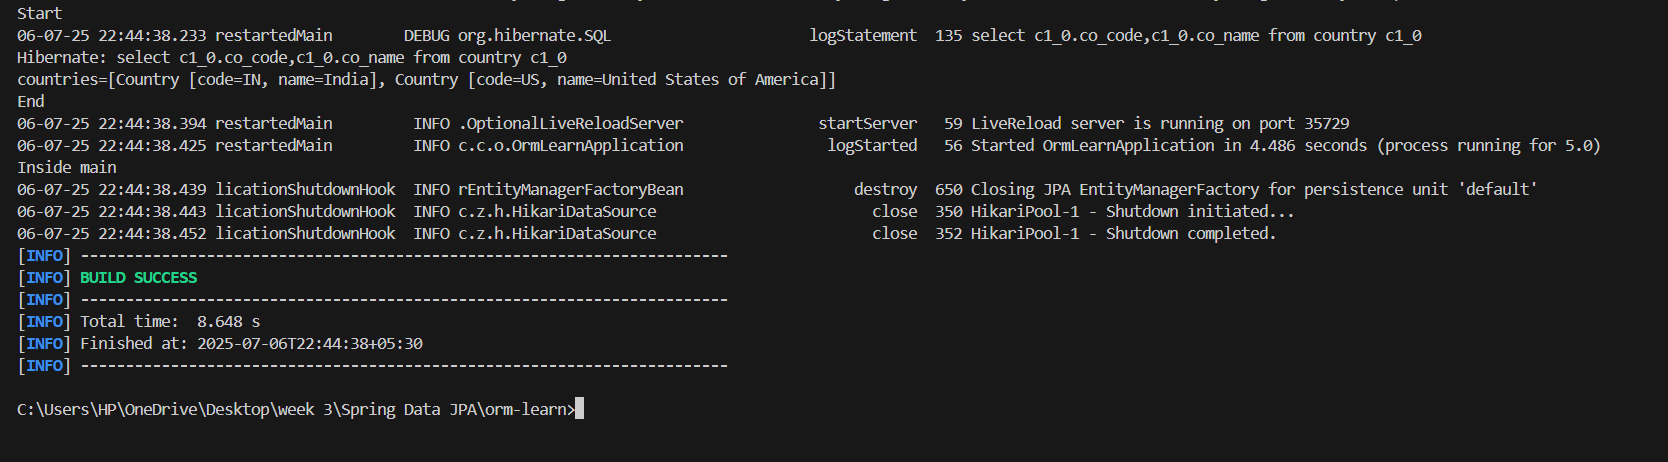 Start
06-07-25 22:44:38.233 restartedMain        DEBUG org.hibernate.SQL                      logStatement  135 select c1_0.co_code,c1_0.co_name from country c1_0
Hibernate: select c1_0.co_code,c1_0.co_name from country c1_0
countries=[Country [code=IN, name=India], Country [code=US, name=United States of America]]
End
06-07-25 22:44:38.394 restartedMain         INFO .OptionalLiveReloadServer               startServer   59 LiveReload server is running on port 35729
06-07-25 22:44:38.425 restartedMain         INFO c.c.o.OrmLearnApplication                logStarted   56 Started OrmLearnApplication in 4.486 seconds (process running for 5.0)
Inside main
06-07-25 22:44:38.439 licationShutdownHook  INFO rEntityManagerFactoryBean                   destroy  650 Closing JPA EntityManagerFactory for persistence unit 'default'
06-07-25 22:44:38.443 licationShutdownHook  INFO c.z.h.HikariDataSource                        close  350 HikariPool-1 - Shutdown initiated...
06-07-25 22:44:38.452 licationShutdownHook  INFO c.z.h.HikariDataSource                        close  352 HikariPool-1 - Shutdown completed.
[INFO] ------------------------------------------------------------------------
[INFO] BUILD SUCCESS
[INFO] ------------------------------------------------------------------------
[INFO] Total time:  8.648 s
[INFO] Finished at: 2025-07-06T22:44:38+05:30
[INFO] ------------------------------------------------------------------------
C:\Users\HP\OneDrive\Desktop\week 3\Spring Data JPA\orm-learn>